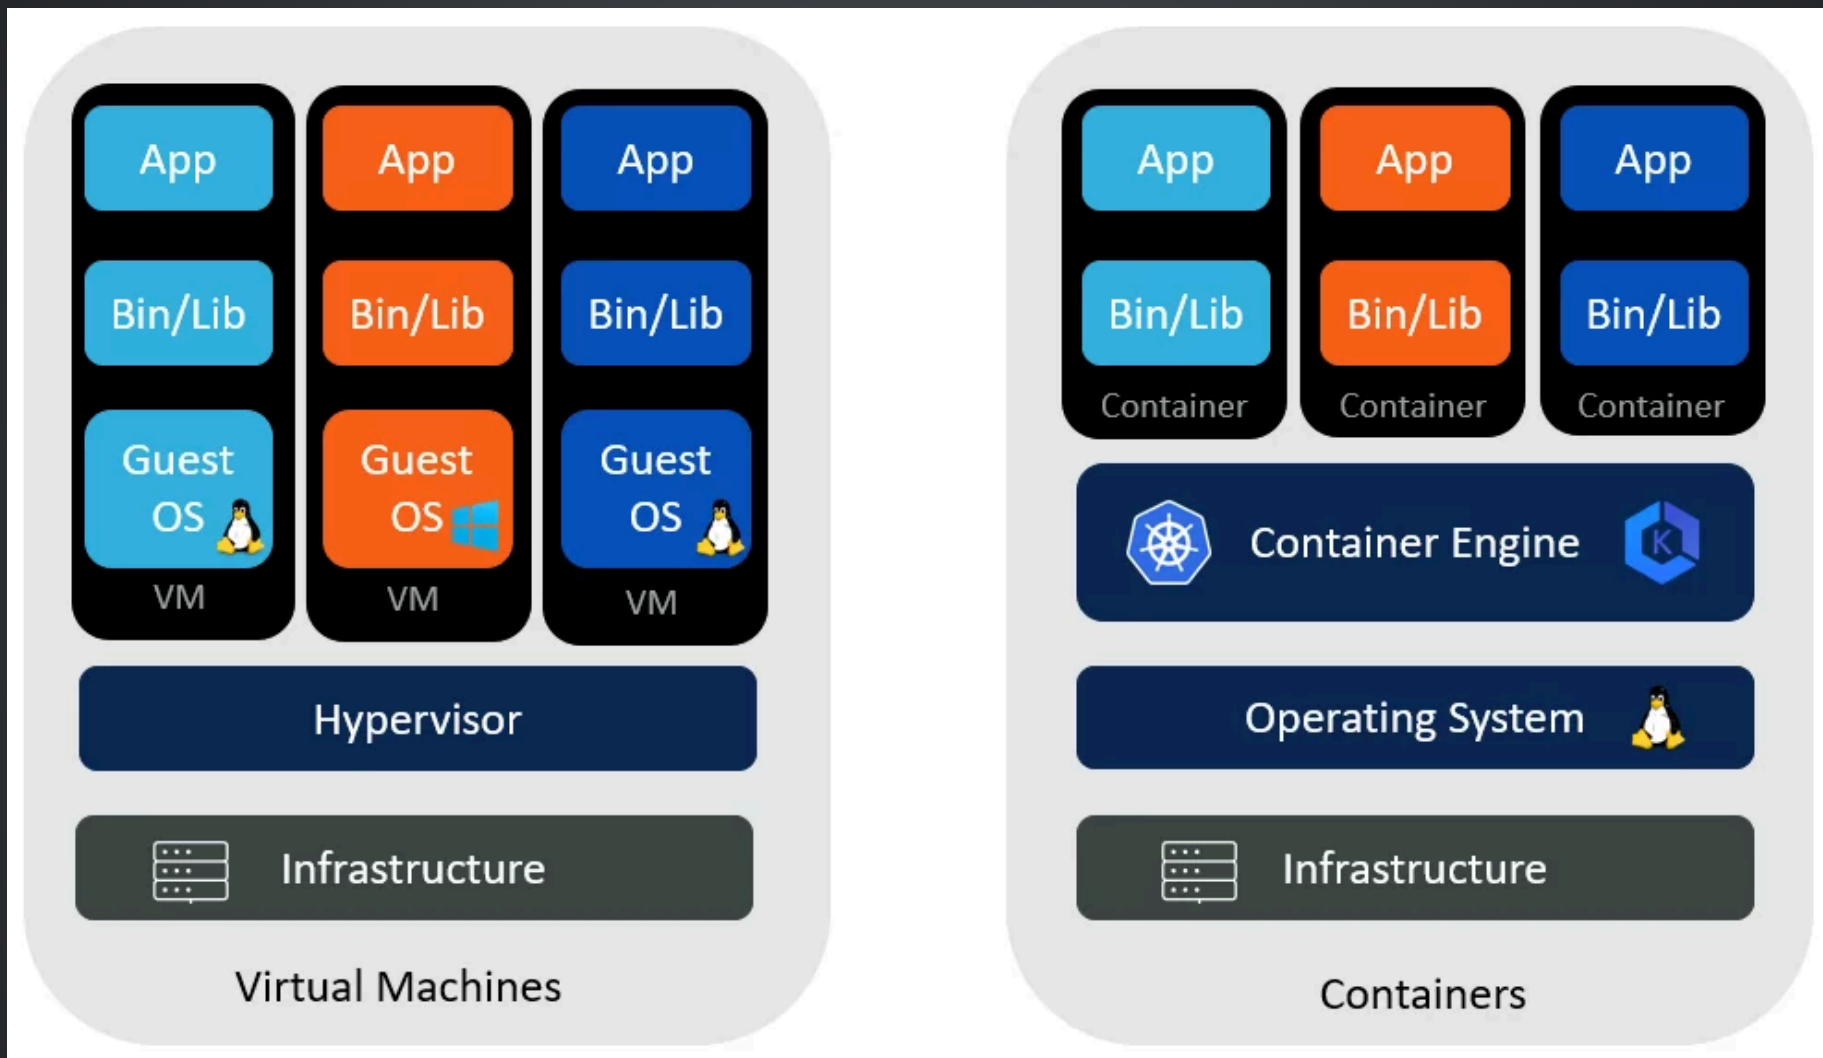 App
App
App
Bin/Lib
Bin/Lib
Bin/Lib
Guest
OS
Guest
OS
Guest
OS
VM
VM
VM
Hypervisor
Infrastructure
Virtual Machines
App
App
App
Bin/Lib
Bin/Lib
Bin/Lib
Container
Container
Container
Container Engine
K
Operating System
Infrastructure
Containers